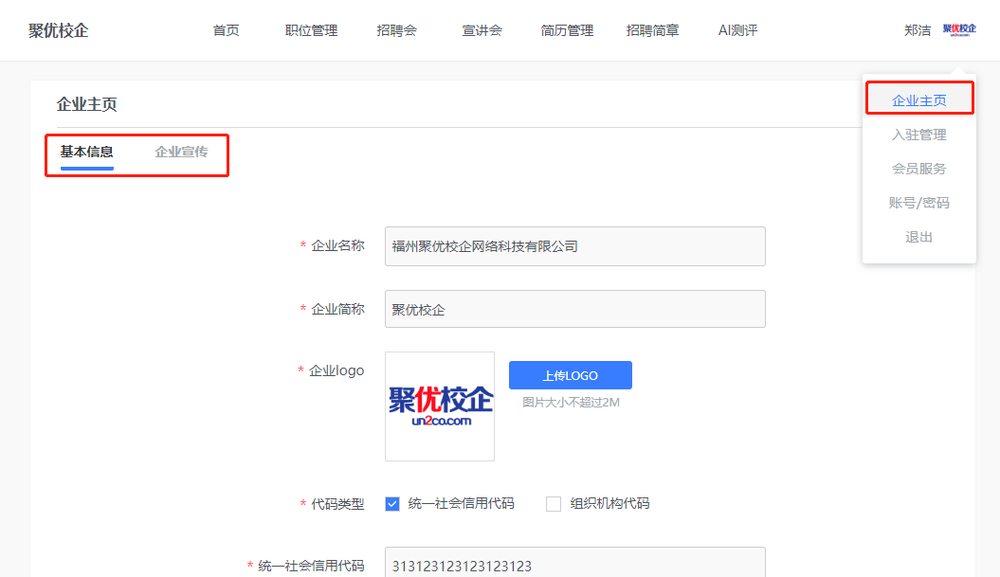 聚优校企 首页 职位管理 招聘会 宣讲会 简历管理 招聘简章 AI测评 郑洁 聚优校企
企业主页
入驻管理
会员服务
账号/密码
退出
企业主页
基本信息 企业宣传
* 企业名称 福州聚优校企网络科技有限公司
* 企业简称 聚优校企
* 企业logo
聚优校企
un2co.com
上传LOGO
图片大小不超过2M
* 代码类型 统一社会信用代码 组织机构代码
* 统一社会信用代码 313123123123123123